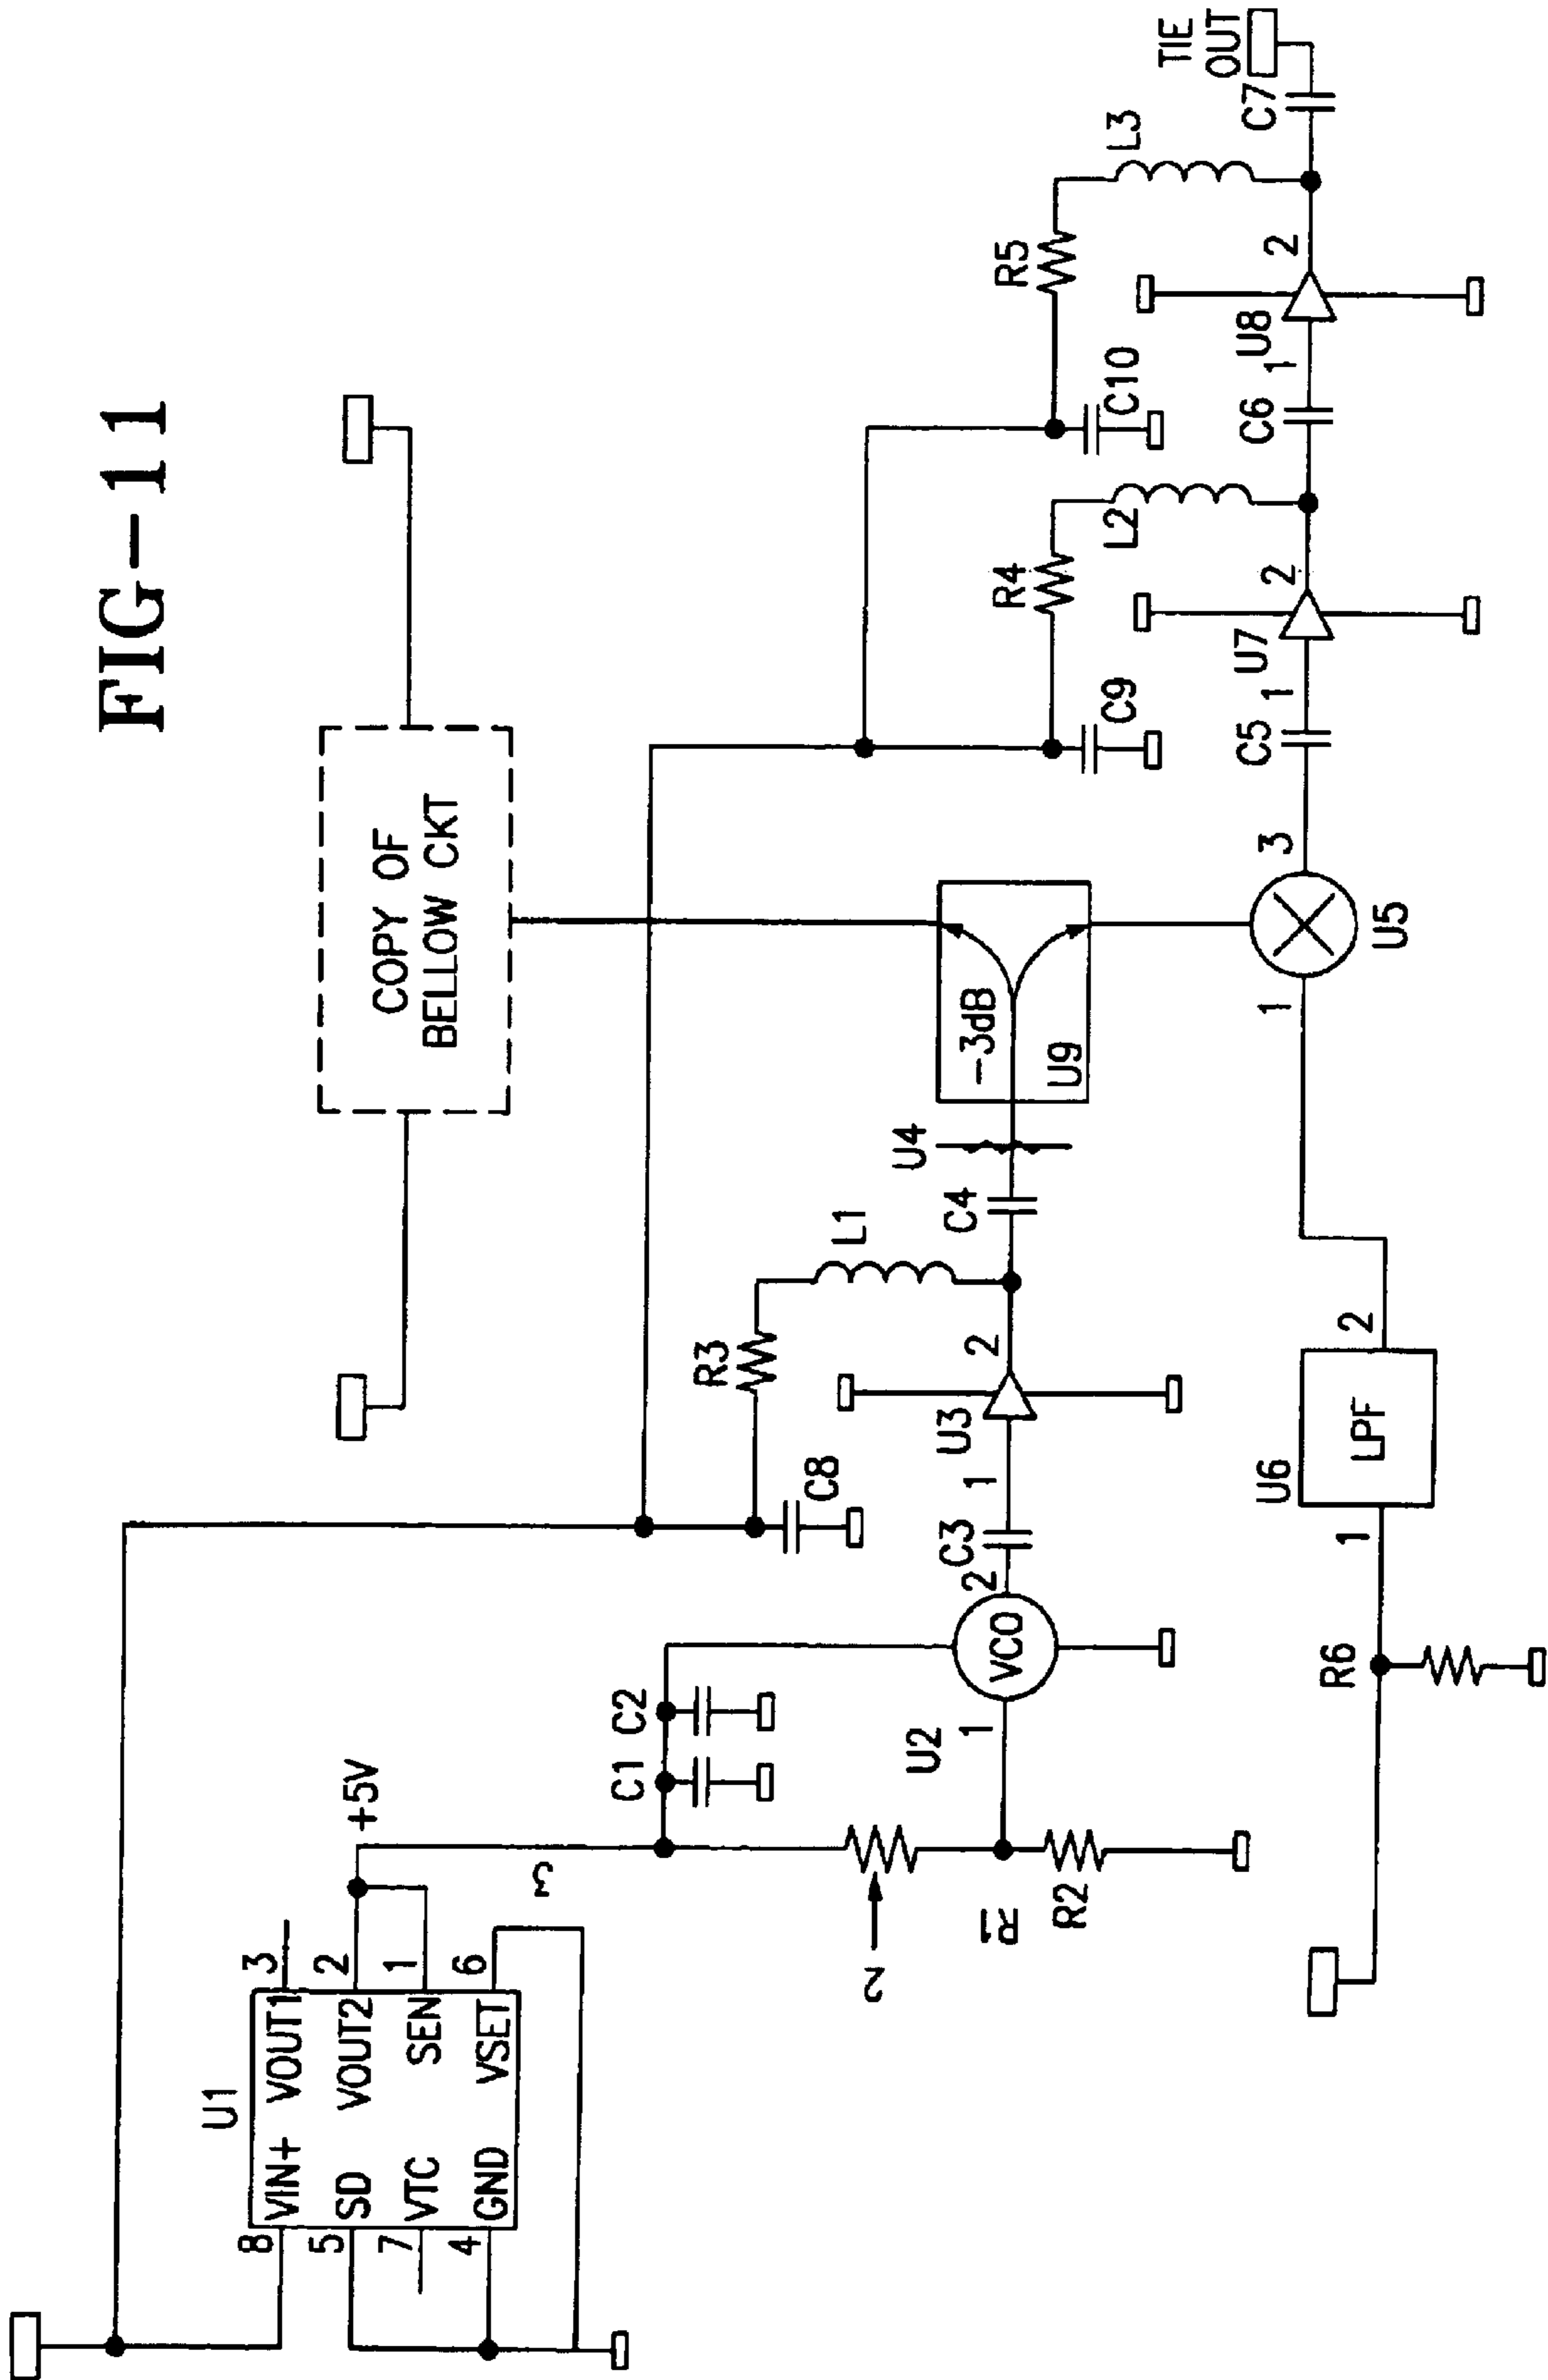 FIG-11
COPY OF
BELLOW CKT
U1
8 VIN+ VOUT1 3
5 SD VOUT2 2
7 VTC SEN 1
4 GND VSET 6
+5V
3
2
R1
R2
C1
C2
U2
1
VCO
2
C3
1
U3
2
C8
R3
L1
C4
U4
-3dB
U9
R6
1
U6
LPF
2
1
U5
3
C5
1
U7
2
C9
R4
L2
C6
1
U8
2
C10
R5
L3
C7
TIE
OUT